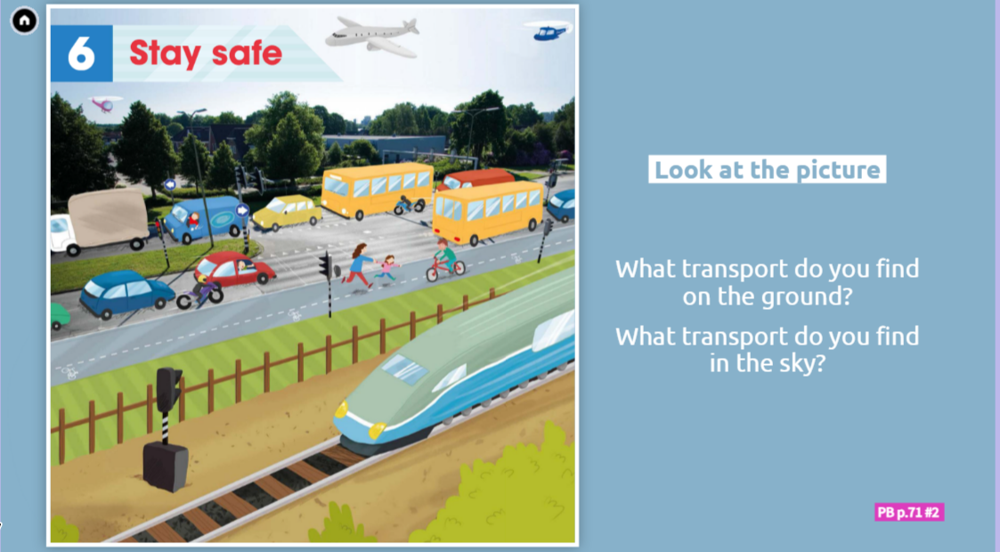 6 Stay safe
Look at the picture
What transport do you find
on the ground?
What transport do you find
in the sky?
PB p.71 #2